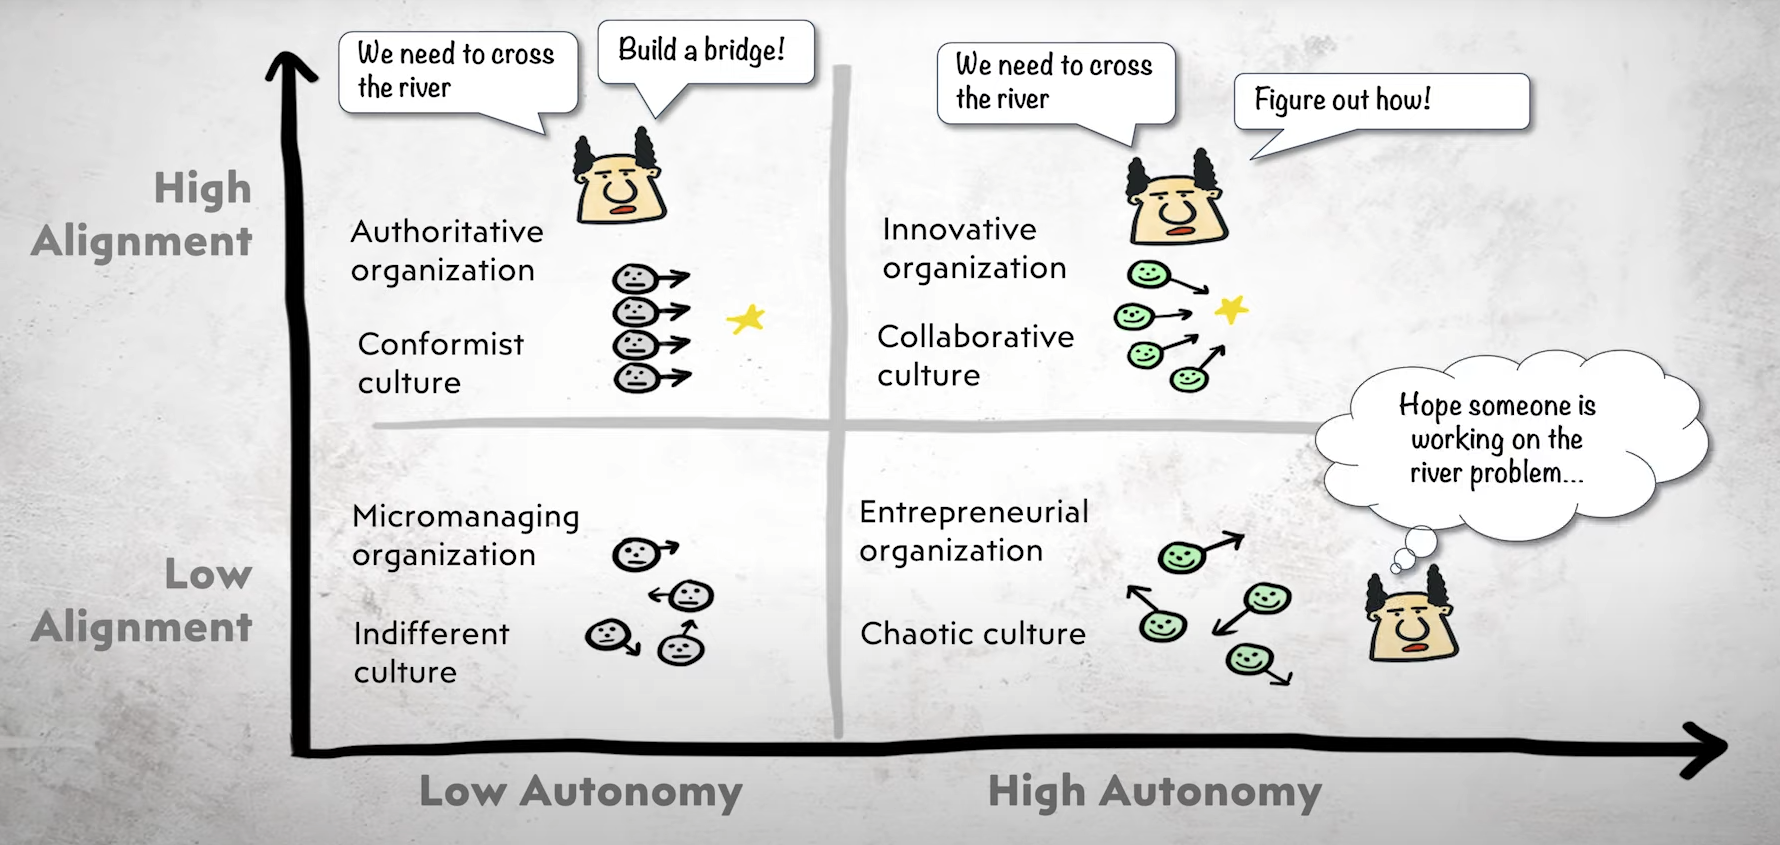 We need to cross
the river
Build a bridge!
We need to cross
the river
Figure out how!
High
Alignment
Authoritative
organization
Conformist
culture
Innovative
organization
Collaborative
culture
Hope someone is
working on the
river problem...
Low
Alignment
Micromanaging
organization
Indifferent
culture
Entrepreneurial
organization
Chaotic culture
Low Autonomy
High Autonomy